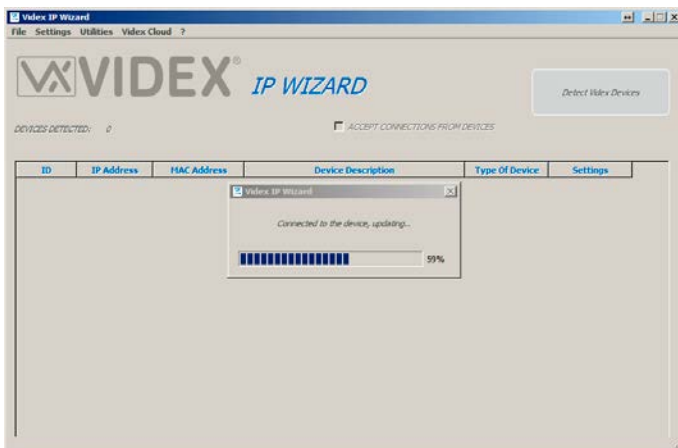 Videx IP Wizard
File Settings Utilities Videx Cloud ?
VIDEX® IP WIZARD
Detect Videx Devices
DEVICES DETECTED: 0
ACCEPT CONNECTIONS FROM DEVICES
ID IP Address MAC Address Device Description Type Of Device Settings
Videx IP Wizard
Connected to the device, updating...
59%